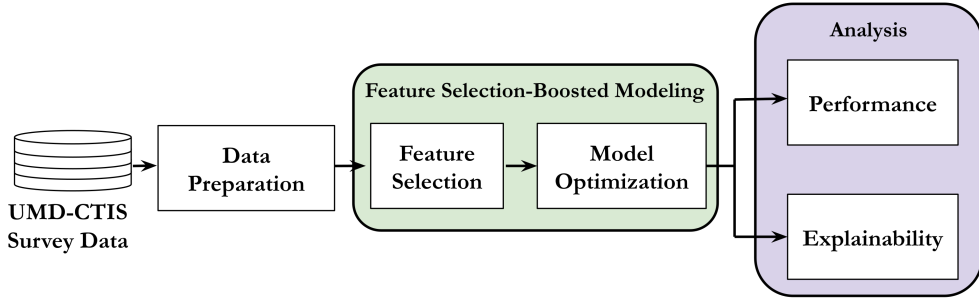 UMD-CTIS
Survey Data
Data
Preparation
Feature Selection-Boosted Modeling
Feature
Selection
Model
Optimization
Analysis
Performance
Explainability